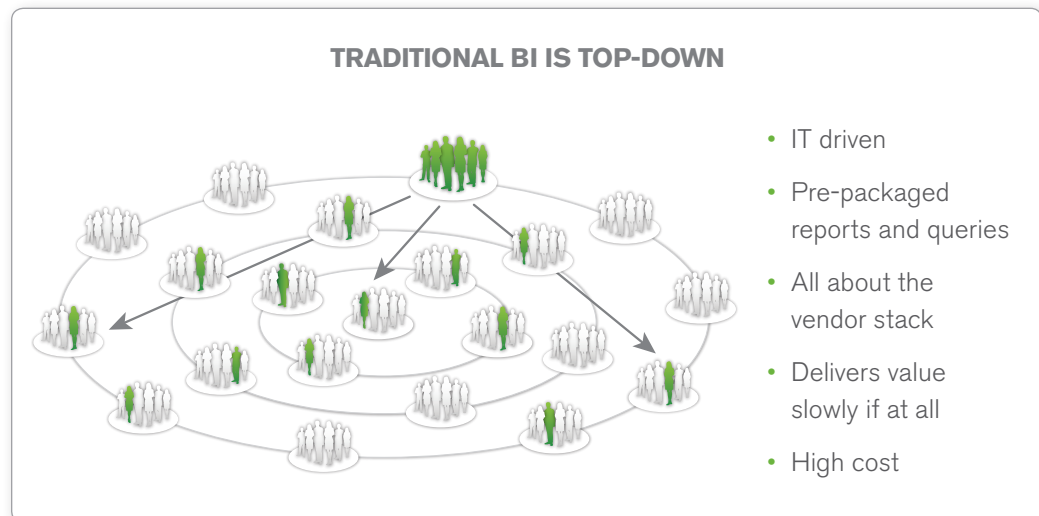 TRADITIONAL BI IS TOP-DOWN
• IT driven
• Pre-packaged
reports and queries
• All about the
vendor stack
• Delivers value
slowly if at all
• High cost